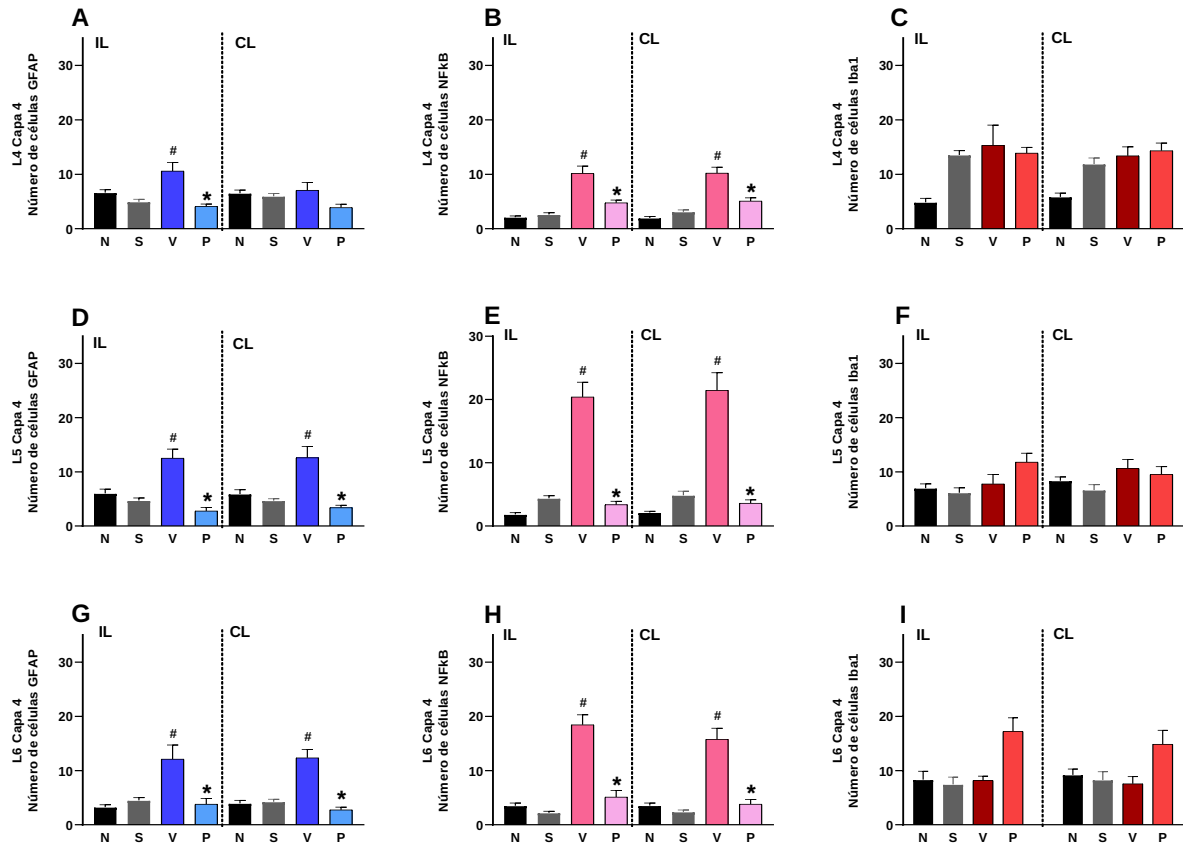 A
B
C
IL
CL
IL
CL
IL
CL
L4 Capa 4
Número de células GFAP
30
20
10
0
#
*
N S V P N S V P
L4 Capa 4
Número de células NFkB
30
20
10
0
#
*
#
*
N S V P N S V P
L4 Capa 4
Número de células Iba1
30
20
10
0
N S V P N S V P
D
E
F
IL
CL
IL
CL
IL
CL
L5 Capa 4
Número de células GFAP
30
20
10
0
#
*
#
*
N S V P N S V P
L5 Capa 4
Número de células NFkB
30
20
10
0
#
*
#
*
N S V P N S V P
L5 Capa 4
Número de células Iba1
30
20
10
0
N S V P N S V P
G
H
I
IL
CL
IL
CL
IL
CL
L6 Capa 4
Número de células GFAP
30
20
10
0
#
*
#
*
N S V P N S V P
L6 Capa 4
Número de células NFkB
30
20
10
0
#
*
#
*
N S V P N S V P
L6 Capa 4
Número de células Iba1
30
20
10
0
N S V P N S V P